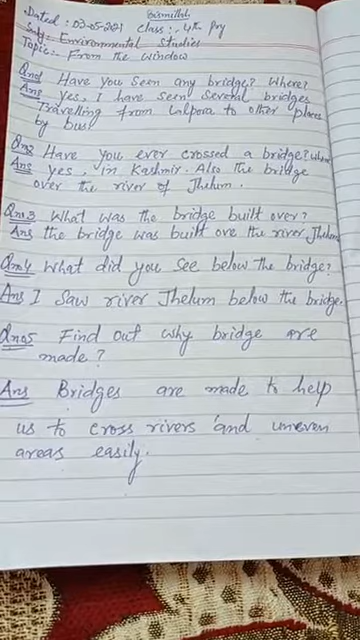 Bismillah
Dated : 03-05-2021 Class :- 4th Pry
Sub :- Environmental Studies
Topic :- From the window
Qno1 Have you seen any bridge? Where?
Ans Yes, I have seen several bridges
Travelling from Wlpora to other places
by bus
Qno2 Have you ever crossed a bridge? where
Ans yes, in Kashmir. Also the bridge
over the river of Jhelum.
Qno3 What was the bridge built over?
Ans the bridge was built ove the river Jhelum
Qno4 What did you see below the bridge?
Ans I saw river Jhelum below the bridge.
Qno5 Find out why bridge are
made?
Ans Bridges are made to help
us to cross rivers and uneven
areas easily.